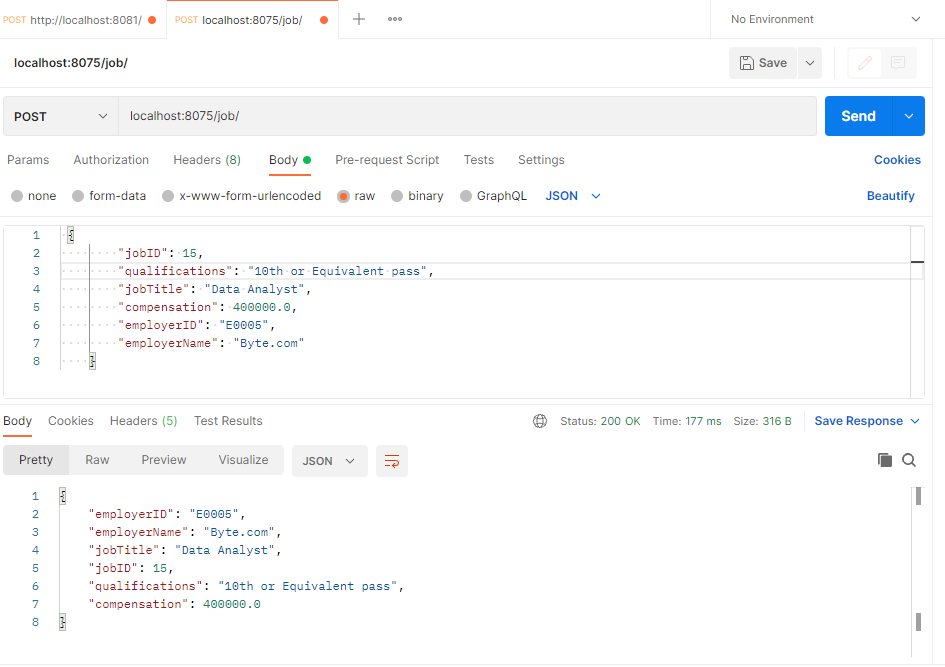 POST http://localhost:8081/ POST localhost:8075/job/ No Environment
localhost:8075/job/ Save
POST localhost:8075/job/ Send
Params Authorization Headers (8) Body Pre-request Script Tests Settings Cookies
none form-data x-www-form-urlencoded raw binary GraphQL JSON Beautify
1 {
2 "jobID": 15,
3 "qualifications": "10th or Equivalent pass",
4 "jobTitle": "Data Analyst",
5 "compensation": 400000.0,
6 "employerID": "E0005",
7 "employerName": "Byte.com"
8 }
Body Cookies Headers (5) Test Results Status: 200 OK Time: 177 ms Size: 316 B Save Response
Pretty Raw Preview Visualize JSON
1 {
2 "employerID": "E0005",
3 "employerName": "Byte.com",
4 "jobTitle": "Data Analyst",
5 "jobID": 15,
6 "qualifications": "10th or Equivalent pass",
7 "compensation": 400000.0
8 }